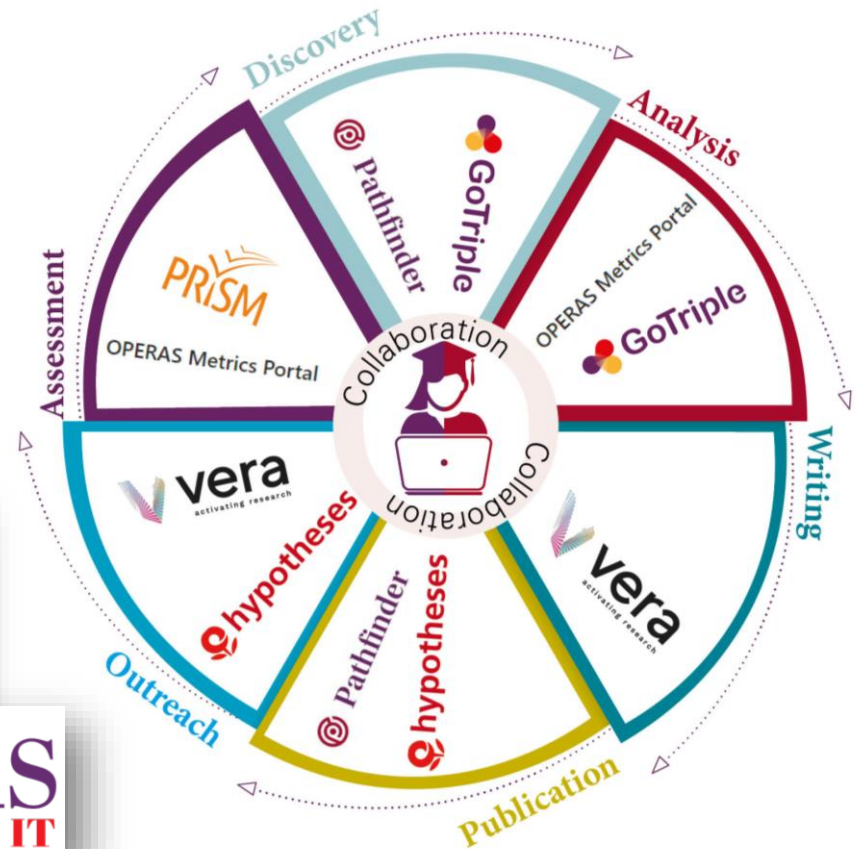 Discovery
Pathfinder
GoTriple
Analysis
OPERAS Metrics Portal
GoTriple
Writing
vera
activating research
Publication
Pathfinder
hypotheses
Outreach
vera
activating research
hypotheses
Assessment
PRiSM
OPERAS Metrics Portal
Collaboration
Collaboration
IT